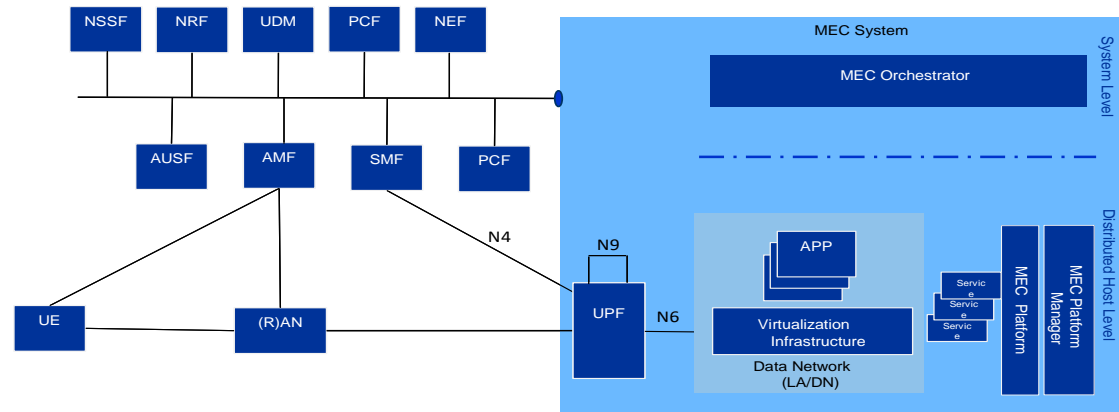 NSSF
NRF
UDM
PCF
NEF
MEC System
MEC Orchestrator
System Level
AUSF
AMF
SMF
PCF
N4
N9
APP
UE
(R)AN
UPF
N6
Virtualization
Infrastructure
Data Network
(LA/DN)
Servic
e
Servic
e
Servic
e
MEC Platform
MEC Platform
Manager
Distributed Host Level